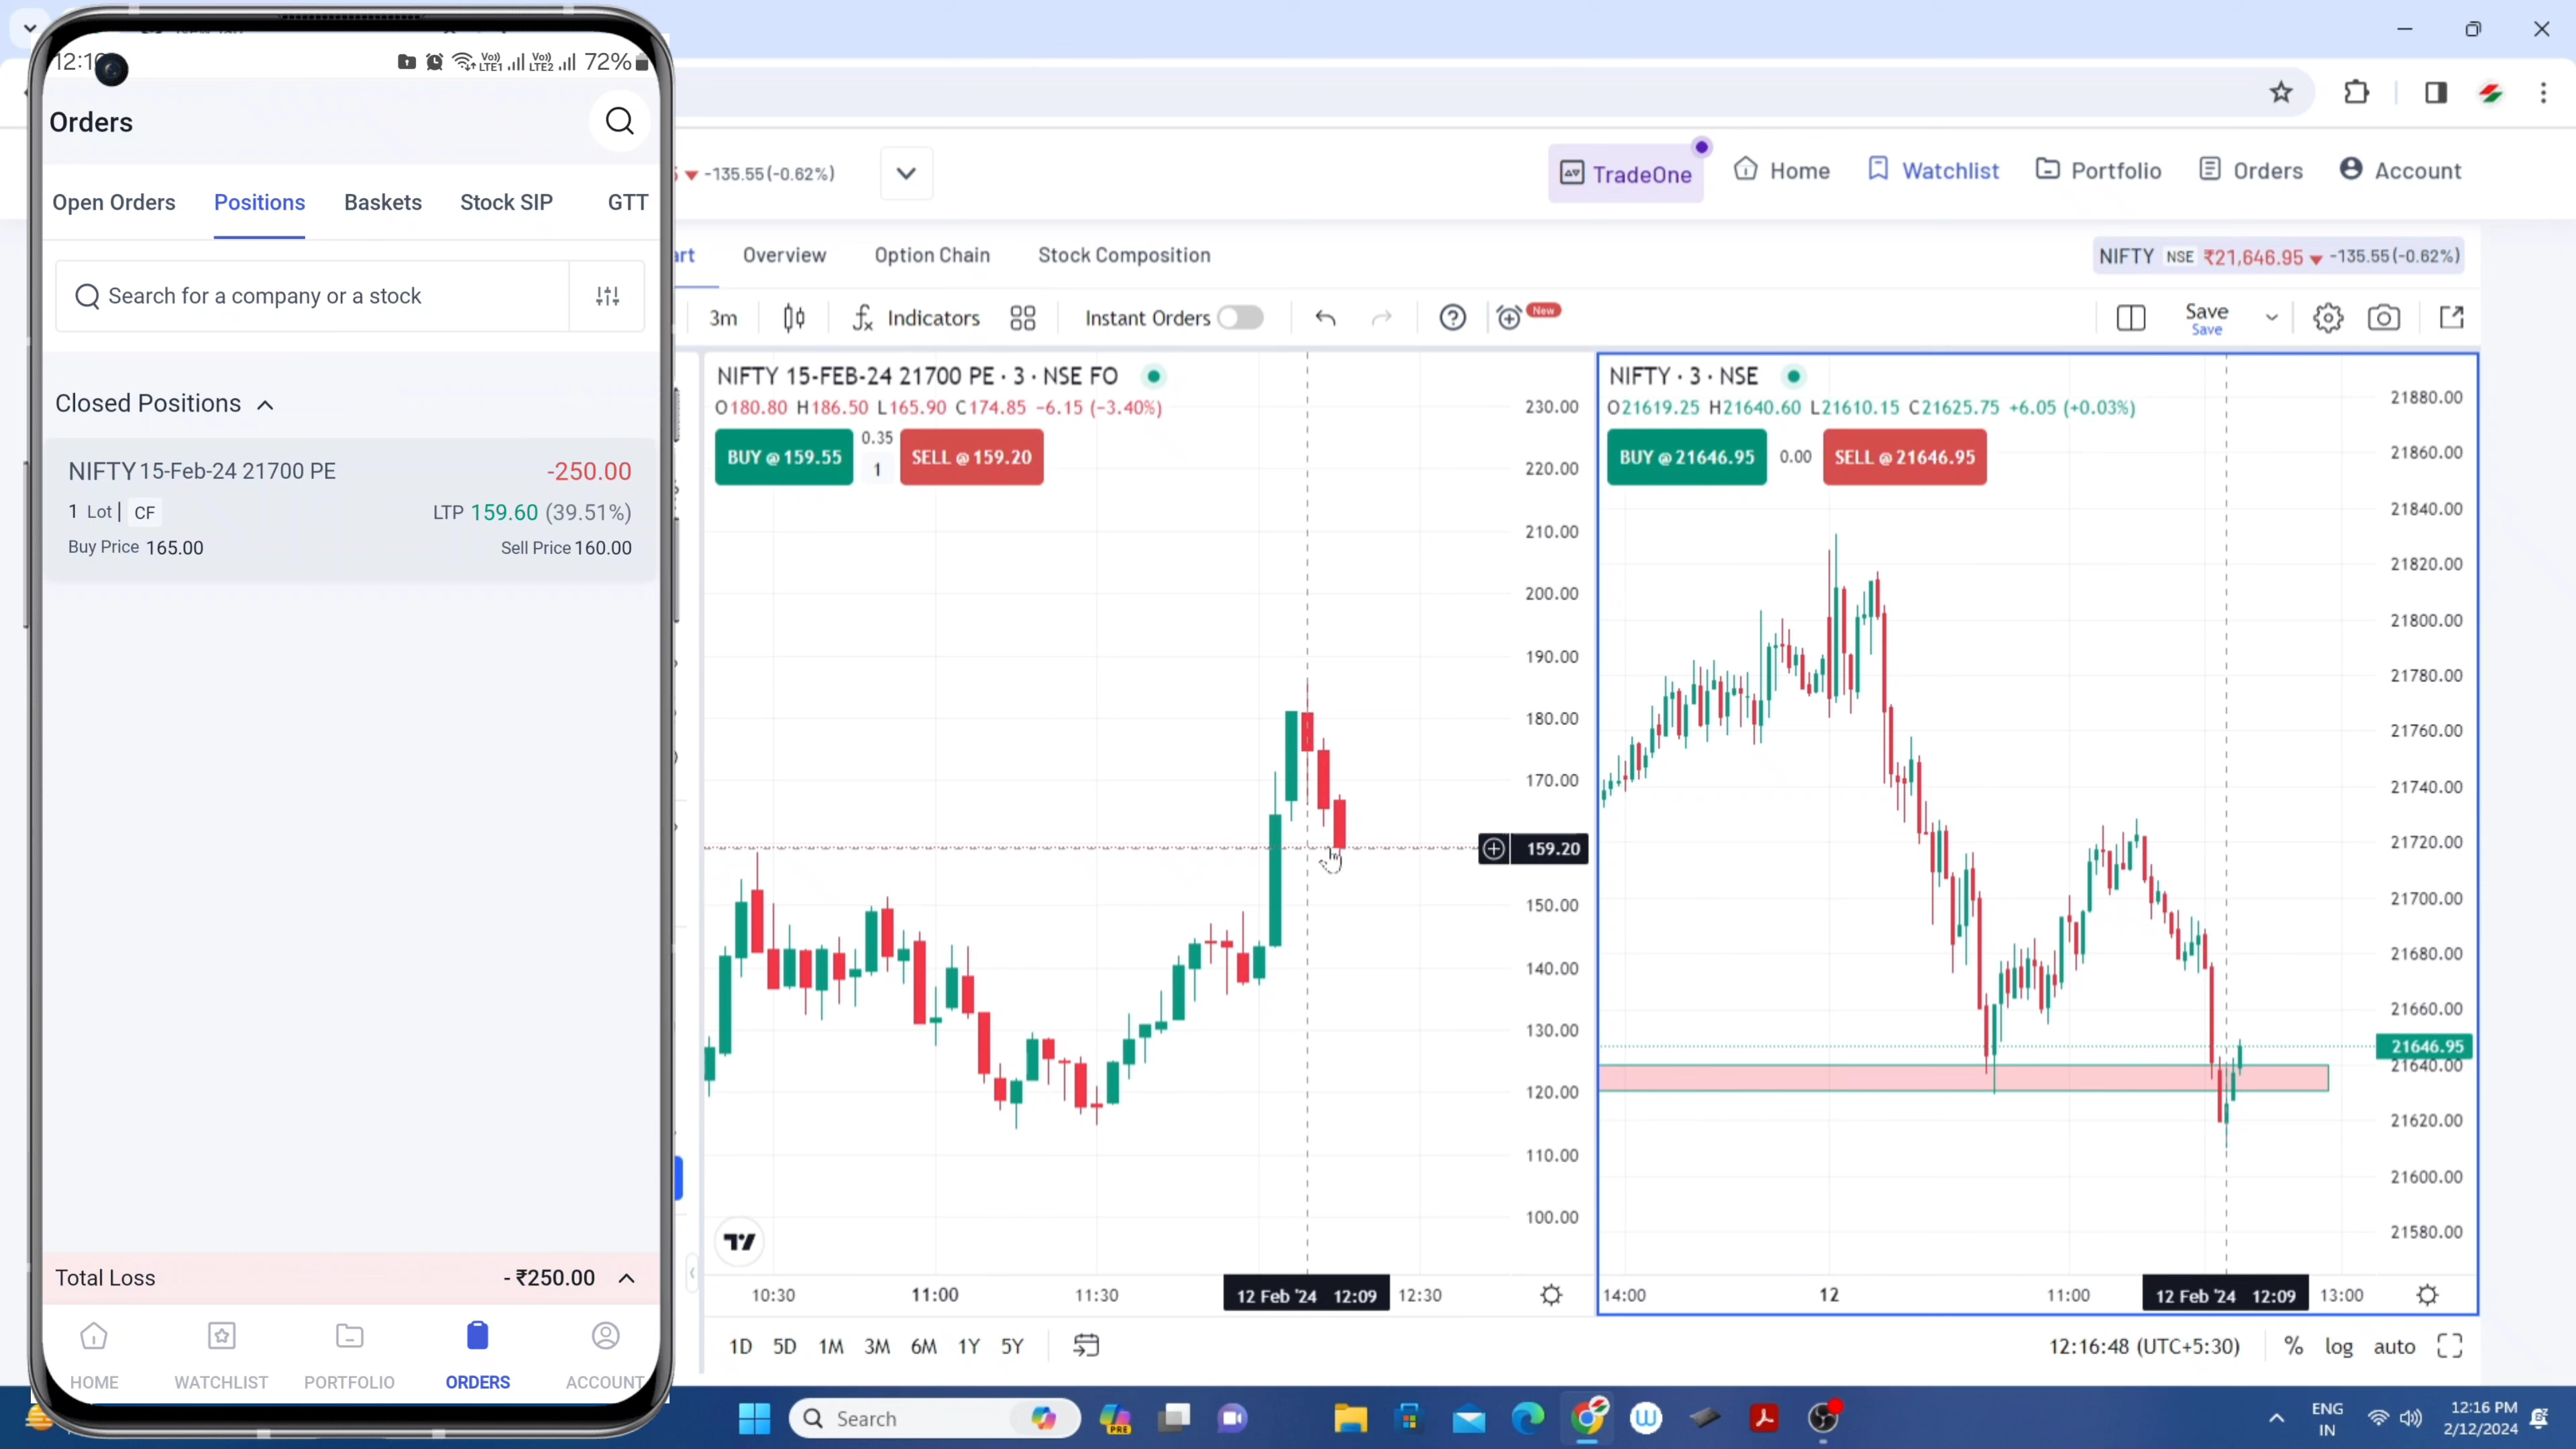 72%
Orders
Open Orders Positions Baskets Stock SIP GTT
Search for a company or a stock
Closed Positions
NIFTY 15-Feb-24 21700 PE -250.00
1 Lot | CF LTP 159.60 (39.51%)
Buy Price 165.00 Sell Price 160.00
Total Loss - ₹250.00
HOME WATCHLIST PORTFOLIO ORDERS ACCOUNT
-135.55 (-0.62%)
TradeOne Home Watchlist Portfolio Orders Account
Overview Option Chain Stock Composition
NIFTY NSE ₹21,646.95 -135.55 (-0.62%)
3m Indicators Instant Orders New Save
Save
NIFTY 15-FEB-24 21700 PE · 3 · NSE FO
O180.80 H186.50 L165.90 C174.85 -6.15 (-3.40%)
BUY @ 159.55 0.35 1 SELL @ 159.20
230.00
220.00
210.00
200.00
190.00
180.00
170.00
159.20
150.00
140.00
130.00
120.00
110.00
100.00
10:30 11:00 11:30 12 Feb '24 12:09 12:30
NIFTY · 3 · NSE
O21619.25 H21640.60 L21610.15 C21625.75 +6.05 (+0.03%)
BUY @ 21646.95 0.00 SELL @ 21646.95
21880.00
21860.00
21840.00
21820.00
21800.00
21780.00
21760.00
21740.00
21720.00
21700.00
21680.00
21660.00
21646.95
21640.00
21620.00
21600.00
21580.00
14:00 12 11:00 12 Feb '24 12:09 13:00
1D 5D 1M 3M 6M 1Y 5Y
12:16:48 (UTC+5:30) % log auto
Search
PRE
ENG
IN
12:16 PM
2/12/2024